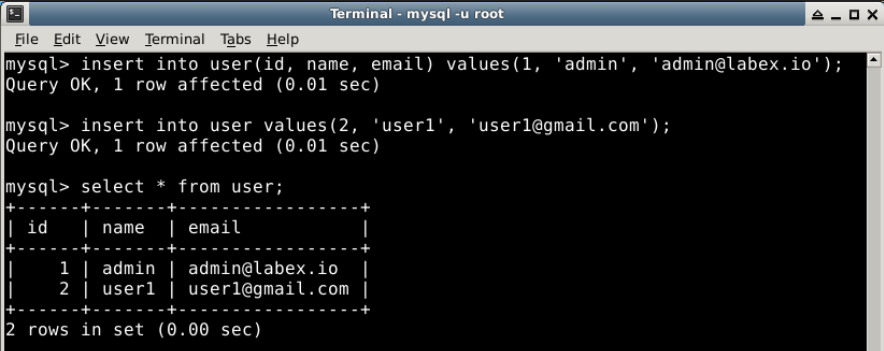 Terminal - mysql -u root
File Edit View Terminal Tabs Help
mysql> insert into user(id, name, email) values(1, 'admin', 'admin@labex.io');
Query OK, 1 row affected (0.01 sec)
mysql> insert into user values(2, 'user1', 'user1@gmail.com');
Query OK, 1 row affected (0.01 sec)
mysql> select * from user;
+------+-------+-----------------+
| id   | name  | email           |
+------+-------+-----------------+
|    1 | admin | admin@labex.io  |
|    2 | user1 | user1@gmail.com |
+------+-------+-----------------+
2 rows in set (0.00 sec)